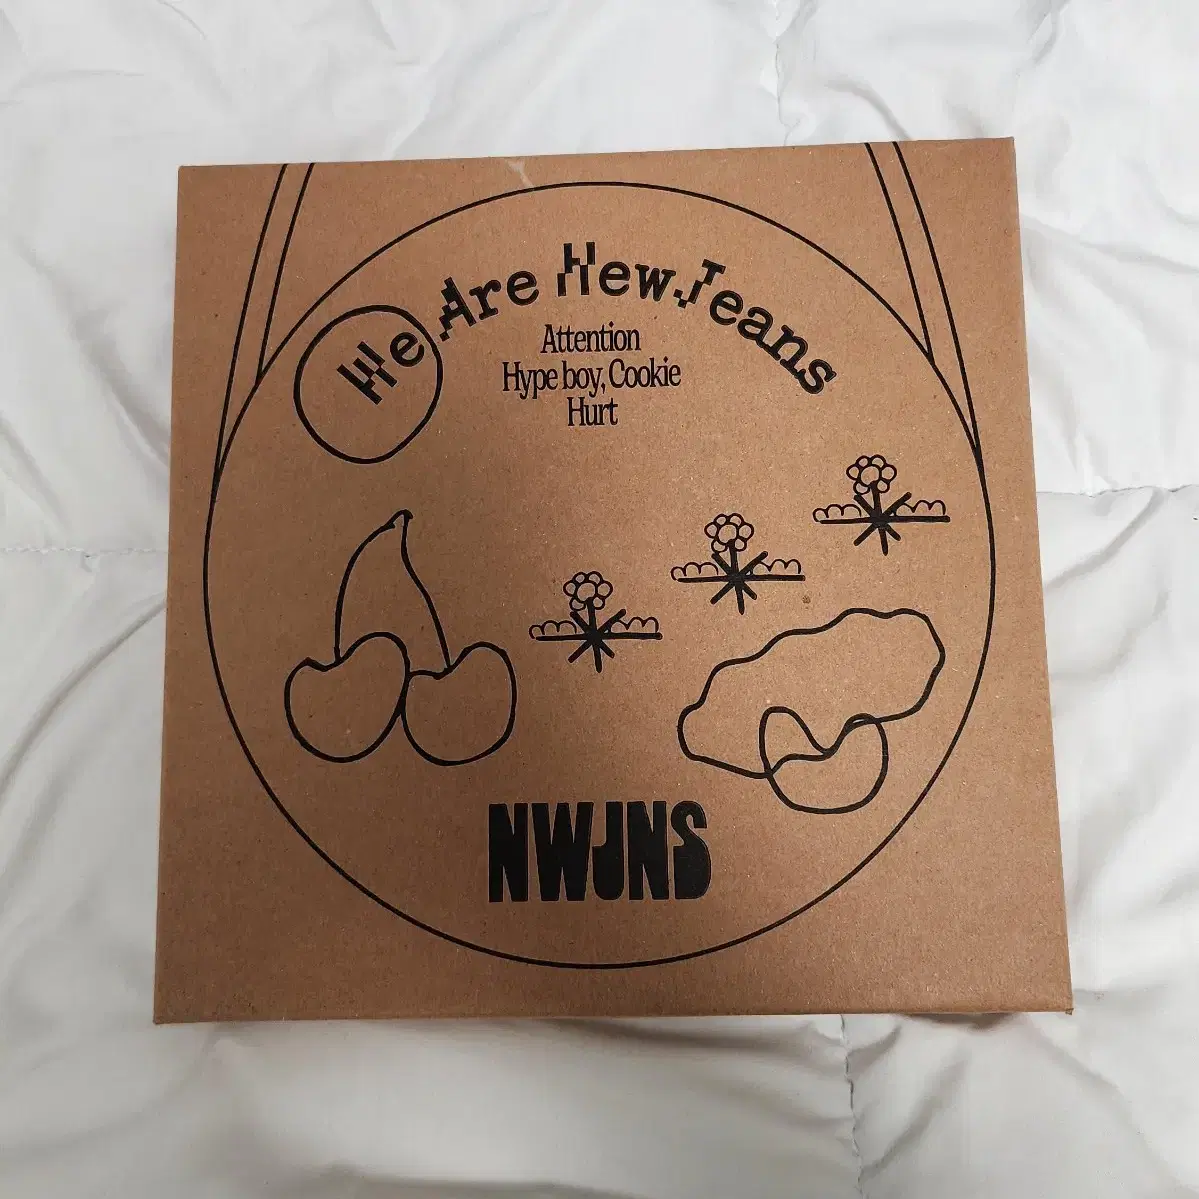 We Are NewJeans
Attention
Hype boy, Cookie
Hurt
NWJNS